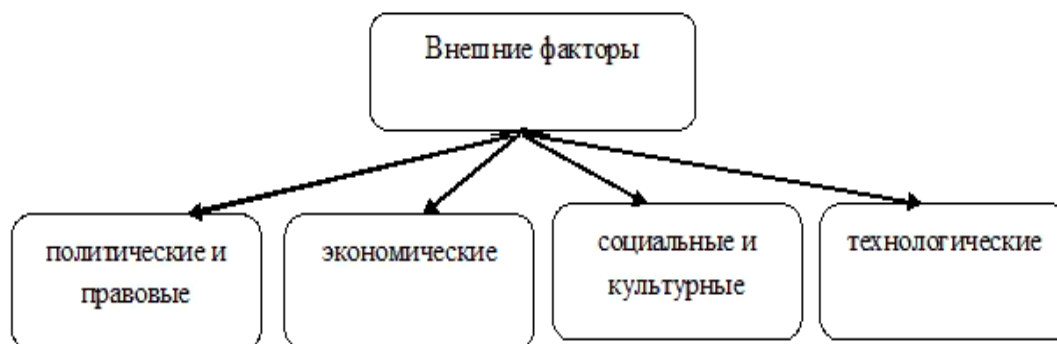 Внешние факторы
политические и
правовые
экономические
социальные и
культурные
технологические